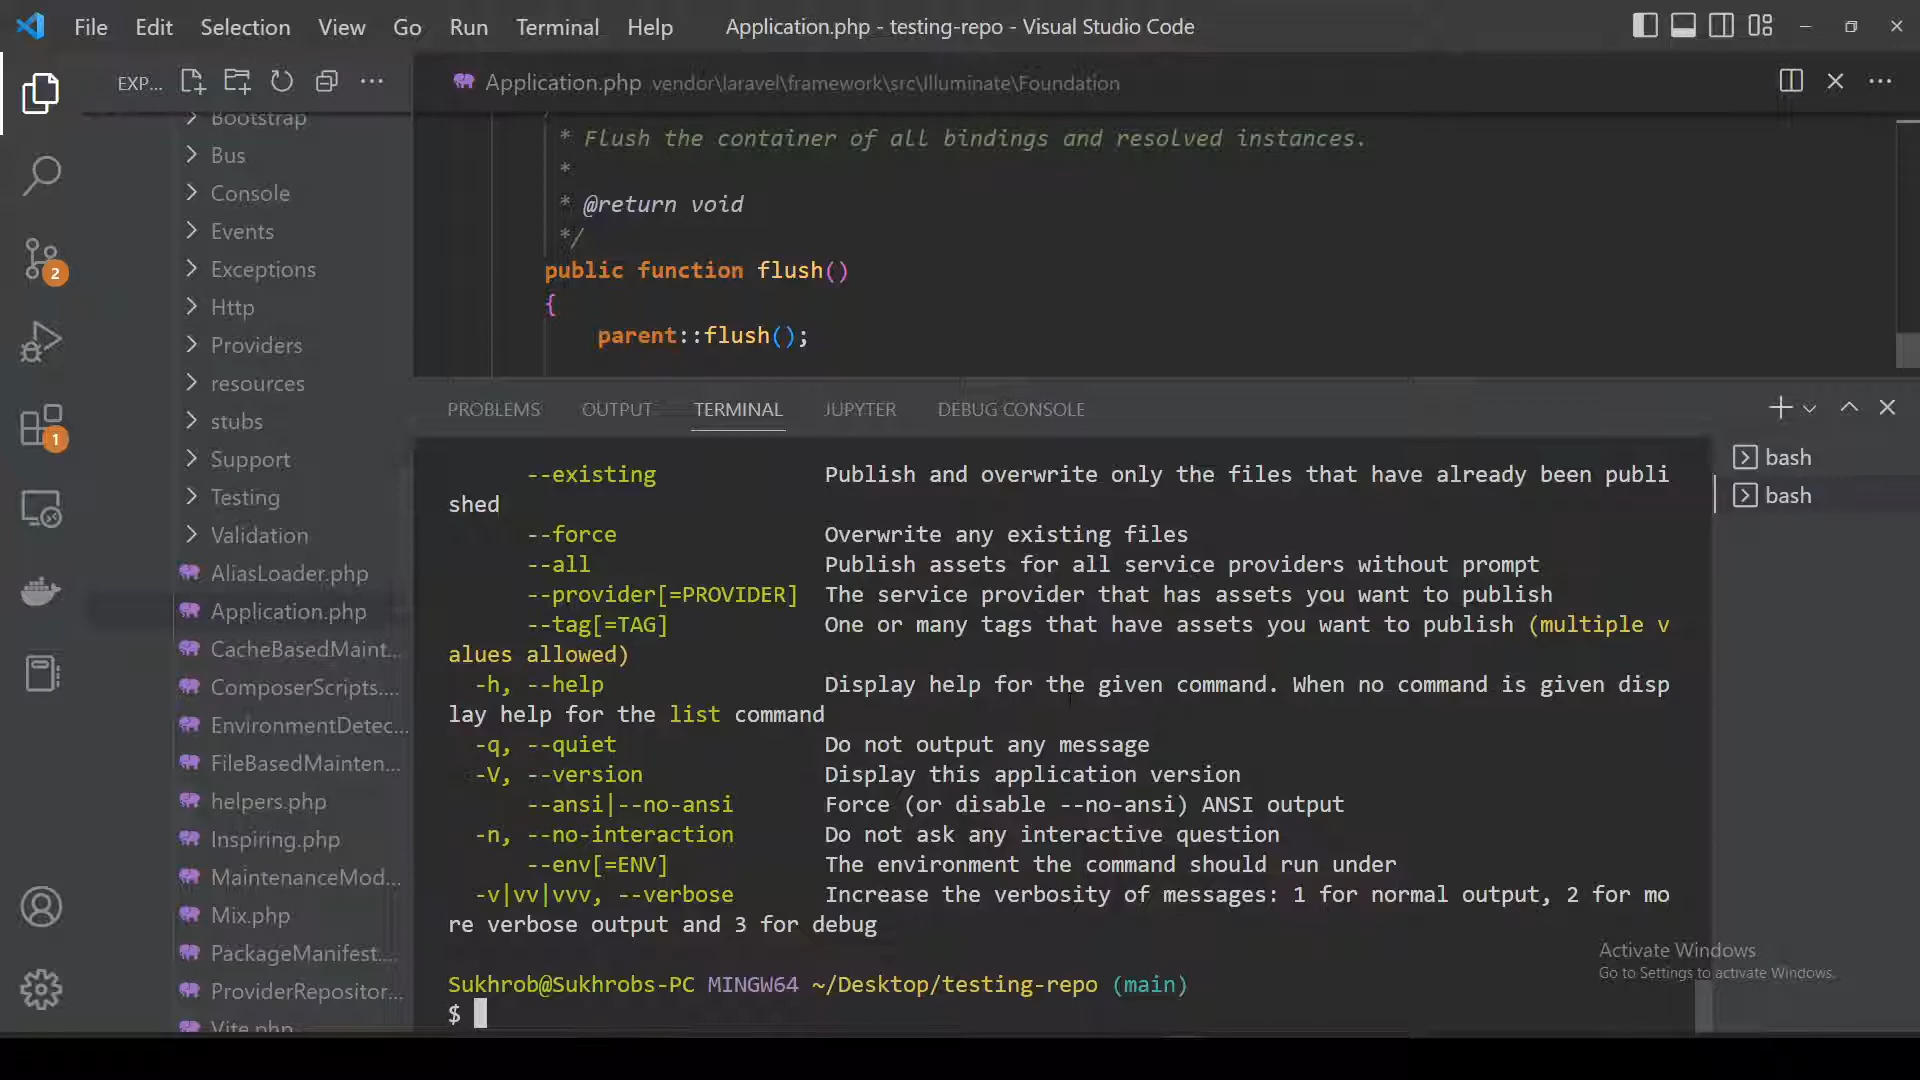 File Edit Selection View Go Run Terminal Help
Application.php - testing-repo - Visual Studio Code
EXP...
Application.php vendor\laravel\framework\src\Illuminate\Foundation
Bootstrap
Bus
Console
Events
Exceptions
Http
Providers
resources
stubs
Support
Testing
Validation
AliasLoader.php
Application.php
CacheBasedMaint...
ComposerScripts....
EnvironmentDetec...
FileBasedMainten...
helpers.php
Inspiring.php
MaintenanceMod...
Mix.php
PackageManifest....
ProviderRepositor...
Vite.php
2
1
* Flush the container of all bindings and resolved instances.
*
* @return void
*/
public function flush()
{
parent::flush();
PROBLEMS OUTPUT TERMINAL JUPYTER DEBUG CONSOLE
bash
bash
--existing Publish and overwrite only the files that have already been publi
shed
--force Overwrite any existing files
--all Publish assets for all service providers without prompt
--provider[=PROVIDER] The service provider that has assets you want to publish
--tag[=TAG] One or many tags that have assets you want to publish (multiple v
alues allowed)
-h, --help Display help for the given command. When no command is given disp
lay help for the list command
-q, --quiet Do not output any message
-V, --version Display this application version
--ansi|--no-ansi Force (or disable --no-ansi) ANSI output
-n, --no-interaction Do not ask any interactive question
--env[=ENV] The environment the command should run under
-v|vv|vvv, --verbose Increase the verbosity of messages: 1 for normal output, 2 for mo
re verbose output and 3 for debug
Sukhrob@Sukhrobs-PC MINGW64 ~/Desktop/testing-repo (main)
$
Activate Windows
Go to Settings to activate Windows.